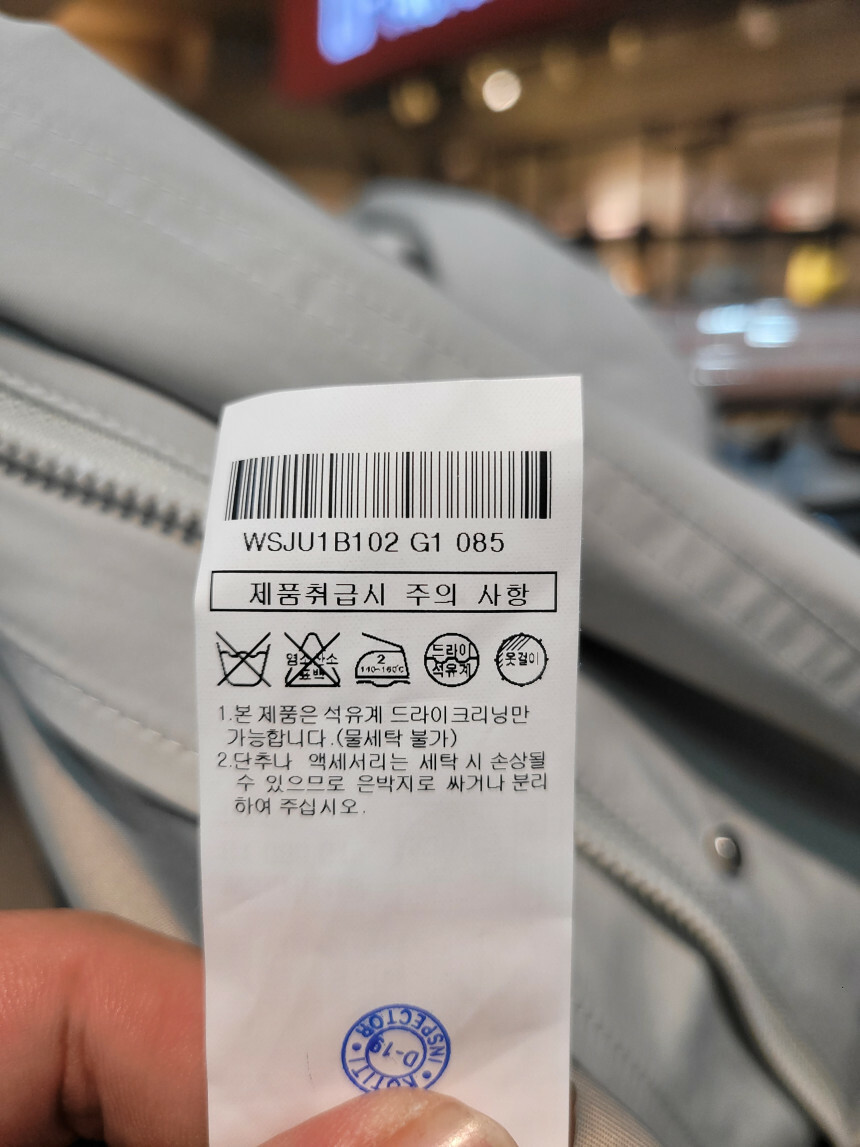 WSJU1B102 G1 085
제품취급시 주의 사항
염소산소
표백
2
140~160℃
드라이
석유계
옷걸이
1.본 제품은 석유계 드라이크리닝만
가능합니다.(물세탁 불가)
2.단추나 액세서리는 세탁 시 손상될
수 있으므로 은박지로 싸거나 분리
하여 주십시오.
INSPECTOR
D-19
KOTITI